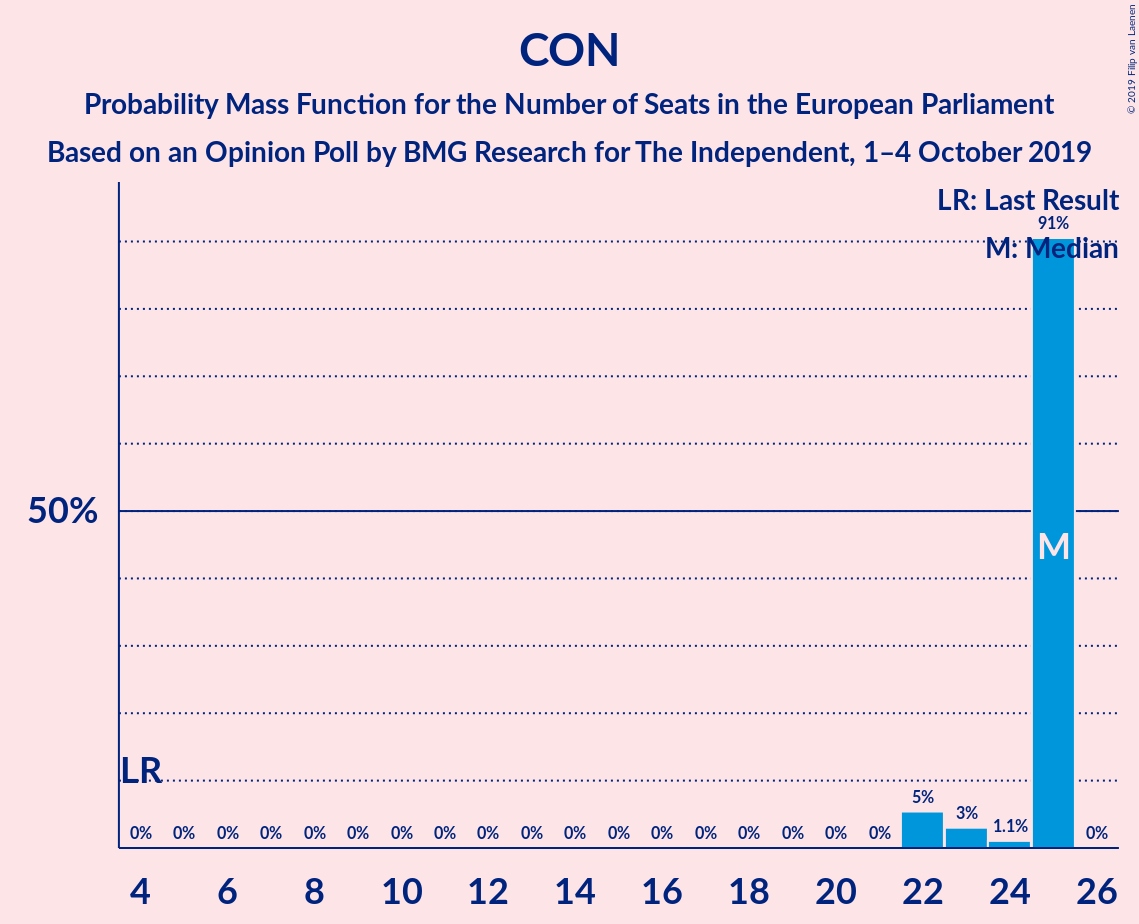 CON
Probability Mass Function for the Number of Seats in the European Parliament
Based on an Opinion Poll by BMG Research for The Independent, 1–4 October 2019
© 2019 Filip van Laenen
LR: Last Result
91%
M: Median
50%
M
LR
0% 0% 0% 0% 0% 0% 0% 0% 0% 0% 0% 0% 0% 0% 0% 0% 0% 0% 5% 3% 1.1% 0%
4 6 8 10 12 14 16 18 20 22 24 26